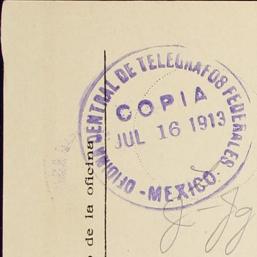 OFICINA CENTRAL DE TELEGRAFOS FEDERALES
COPIA
JUL 16 1913
-MEXICO-
de la oficina